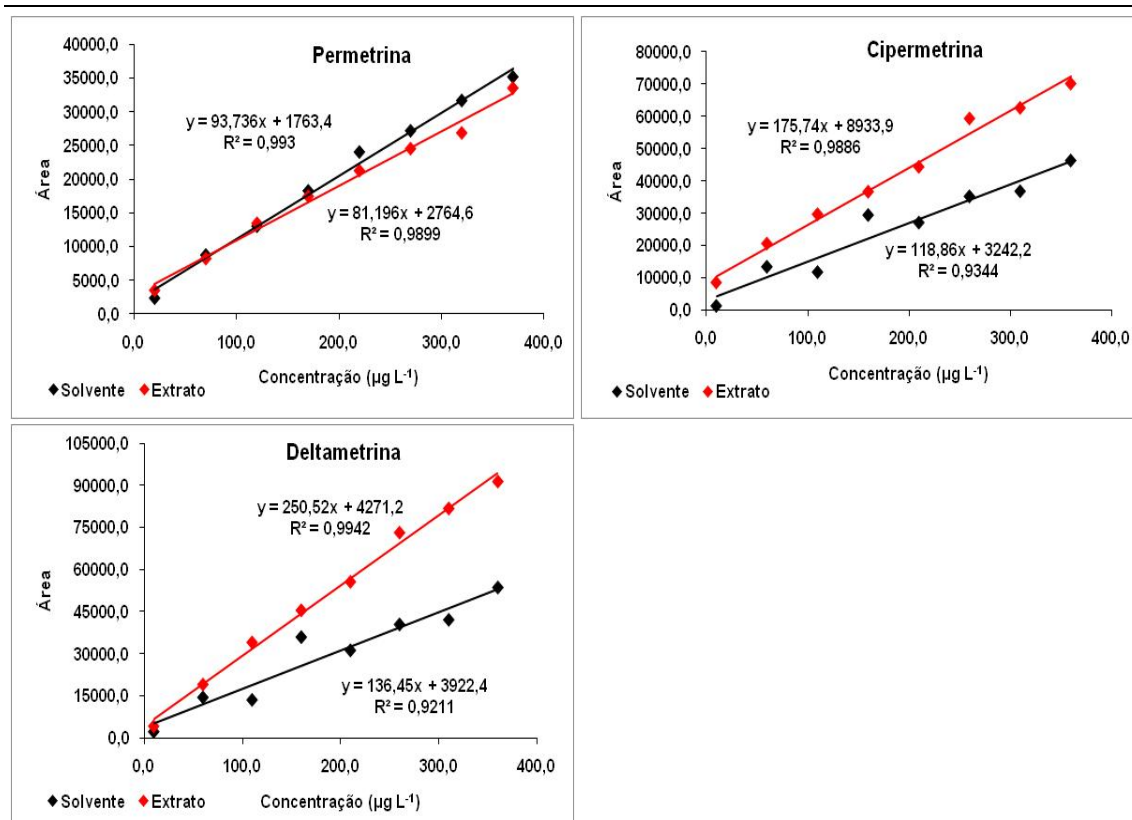 Permetrina
40000,0
35000,0
30000,0
25000,0
20000,0
15000,0
10000,0
5000,0
0,0
Área
y = 93,736x + 1763,4
R² = 0,993
y = 81,196x + 2764,6
R² = 0,9899
0,0 100,0 200,0 300,0 400,0
Concentração (µg L⁻¹)
Solvente Extrato
Cipermetrina
80000,0
70000,0
60000,0
50000,0
40000,0
30000,0
20000,0
10000,0
0,0
Área
y = 175,74x + 8933,9
R² = 0,9886
y = 118,86x + 3242,2
R² = 0,9344
0,0 100,0 200,0 300,0 400,0
Concentração (µg L⁻¹)
Solvente Extrato
Deltametrina
105000,0
90000,0
75000,0
60000,0
45000,0
30000,0
15000,0
0,0
Área
y = 250,52x + 4271,2
R² = 0,9942
y = 136,45x + 3922,4
R² = 0,9211
0,0 100,0 200,0 300,0 400,0
Solvente Extrato Concentração (µg L⁻¹)